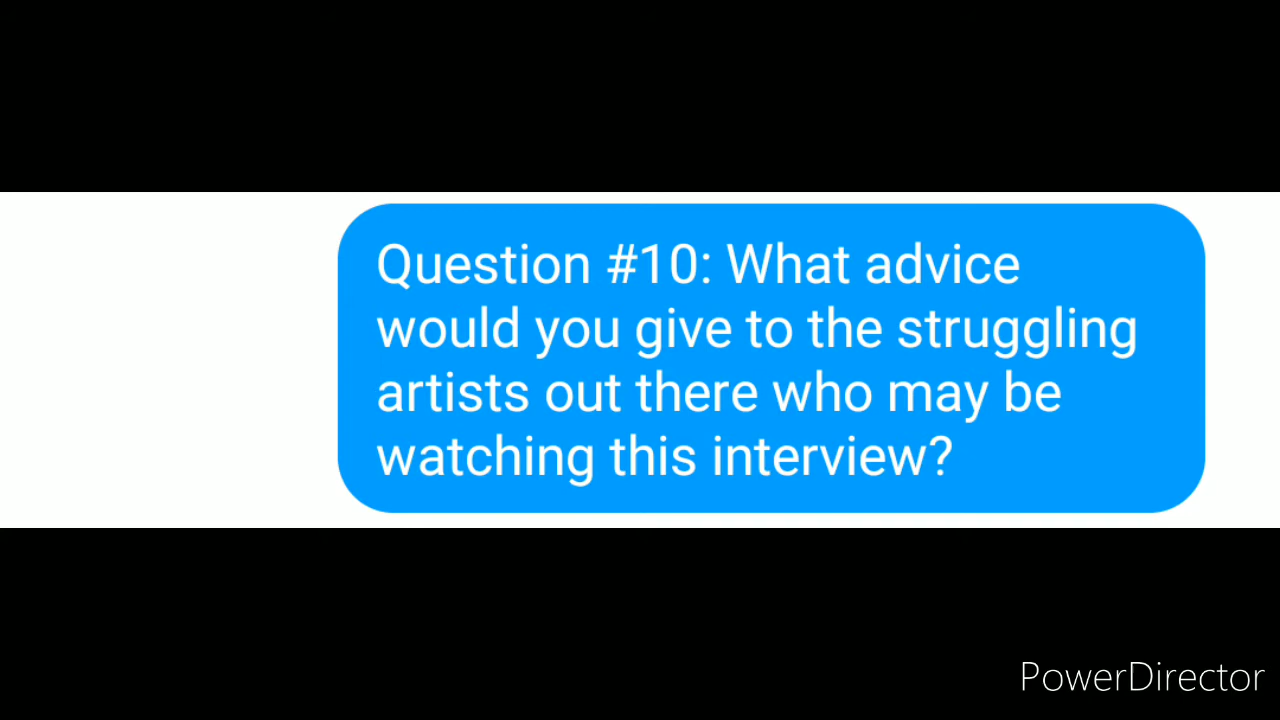 Question #10: What advice
would you give to the struggling
artists out there who may be
watching this interview?
PowerDirector